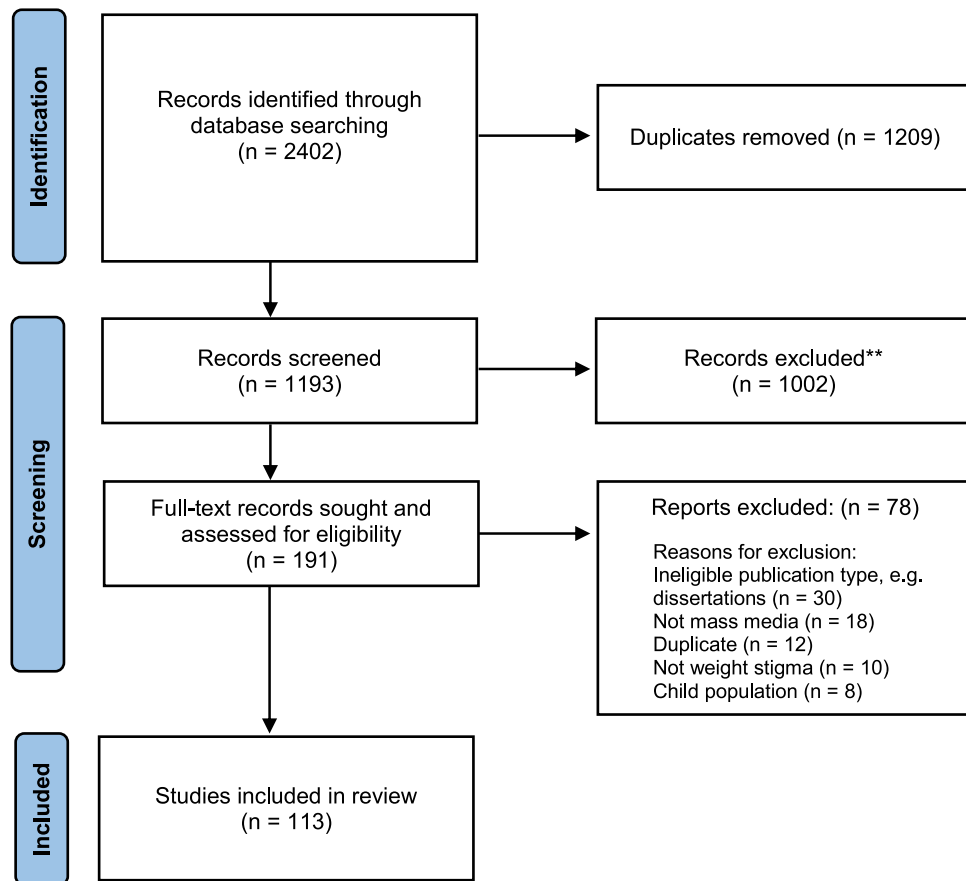 Identification
Records identified through
database searching
(n = 2402)
Duplicates removed (n = 1209)
Screening
Records screened
(n = 1193)
Records excluded**
(n = 1002)
Full-text records sought and
assessed for eligibility
(n = 191)
Reports excluded: (n = 78)
Reasons for exclusion:
Ineligible publication type, e.g.
dissertations (n = 30)
Not mass media (n = 18)
Duplicate (n = 12)
Not weight stigma (n = 10)
Child population (n = 8)
Included
Studies included in review
(n = 113)